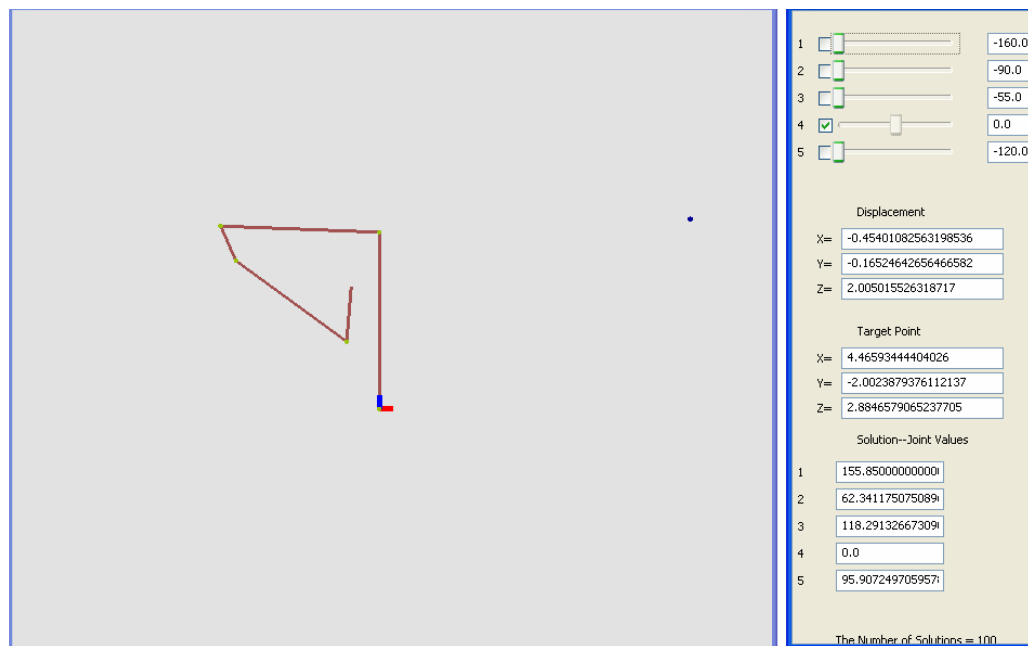 1 -160.0
2 -90.0
3 -55.0
4 0.0
5 -120.0
Displacement
X= -0.45401082563198536
Y= -0.16524642656466582
Z= 2.005015526318717
Target Point
X= 4.46593444404026
Y= -2.0023879376112137
Z= 2.8846579065237705
Solution--Joint Values
1 155.85000000000
2 62.34117507508
3 118.2913266730
4 0.0
5 95.907249705957
The Number of Solutions = 100